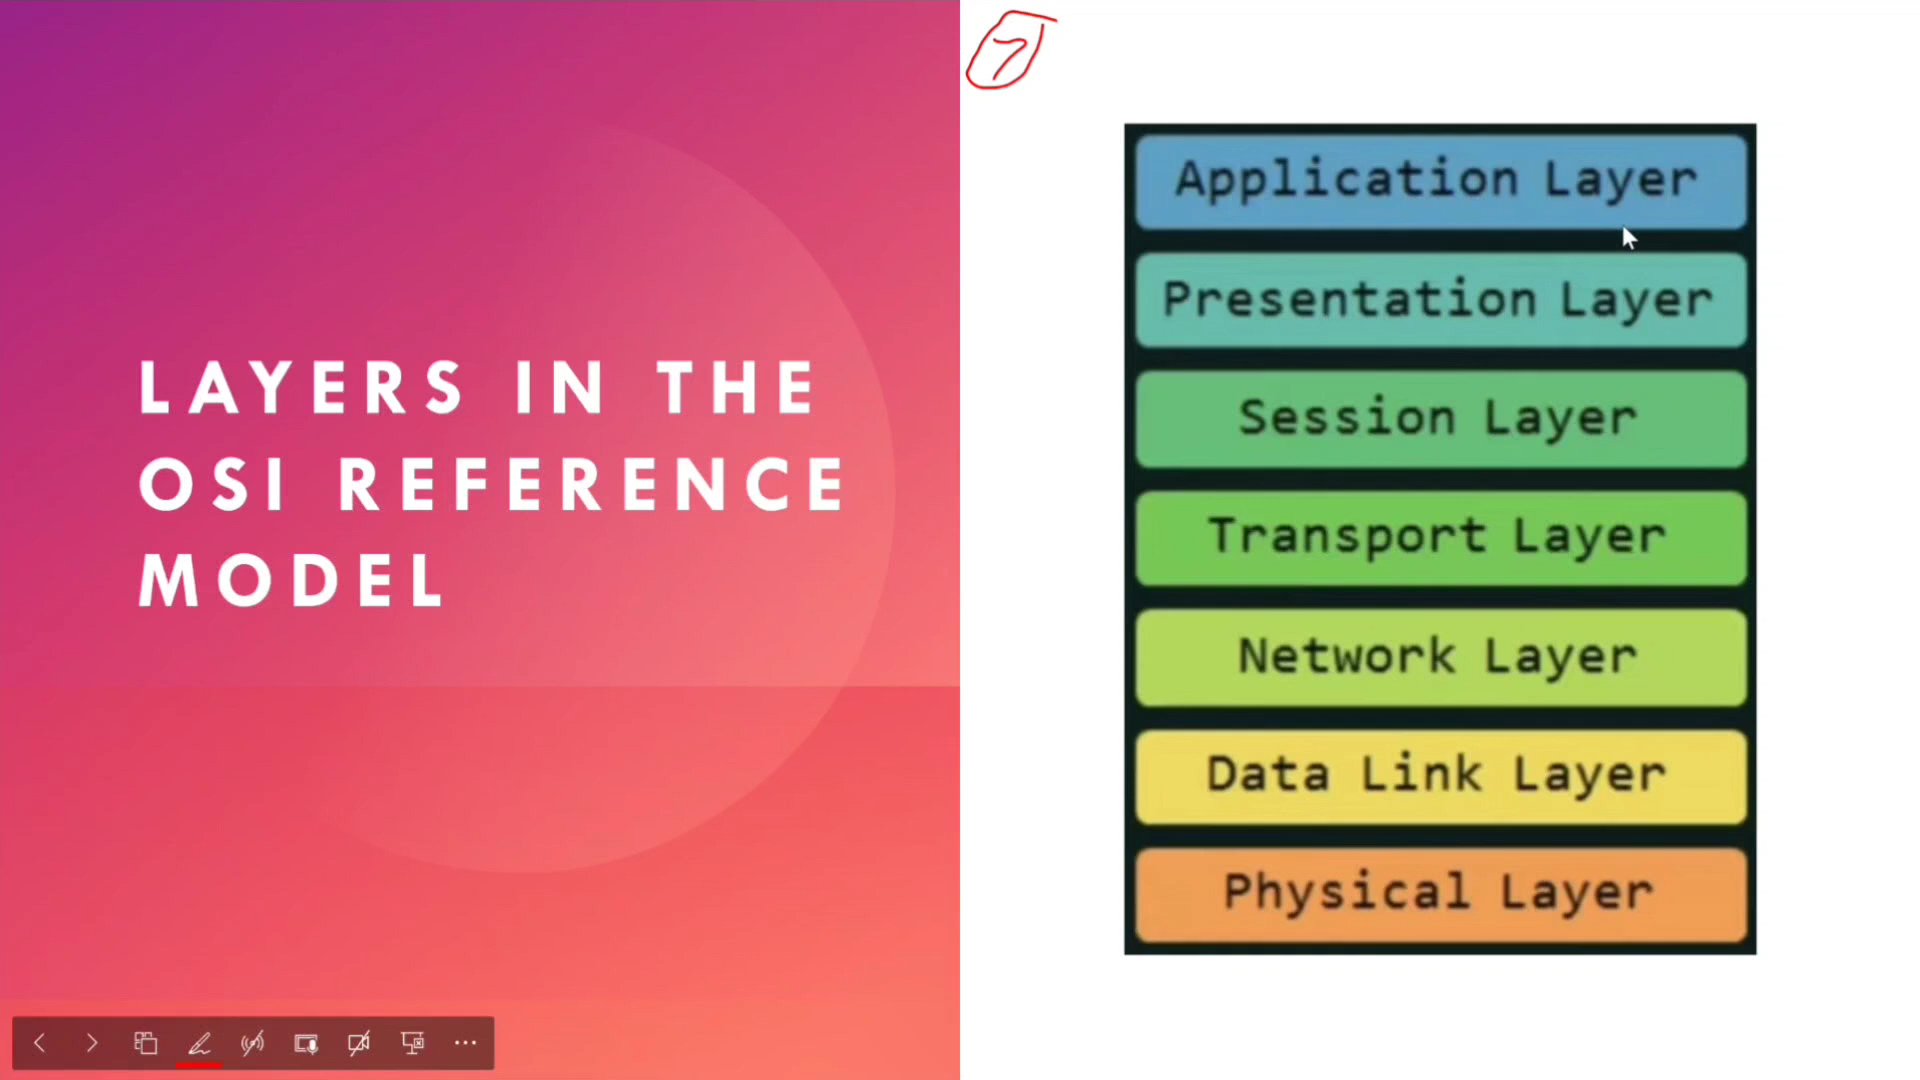 LAYERS IN THE
OSI REFERENCE
MODEL
7
Application Layer
Presentation Layer
Session Layer
Transport Layer
Network Layer
Data Link Layer
Physical Layer